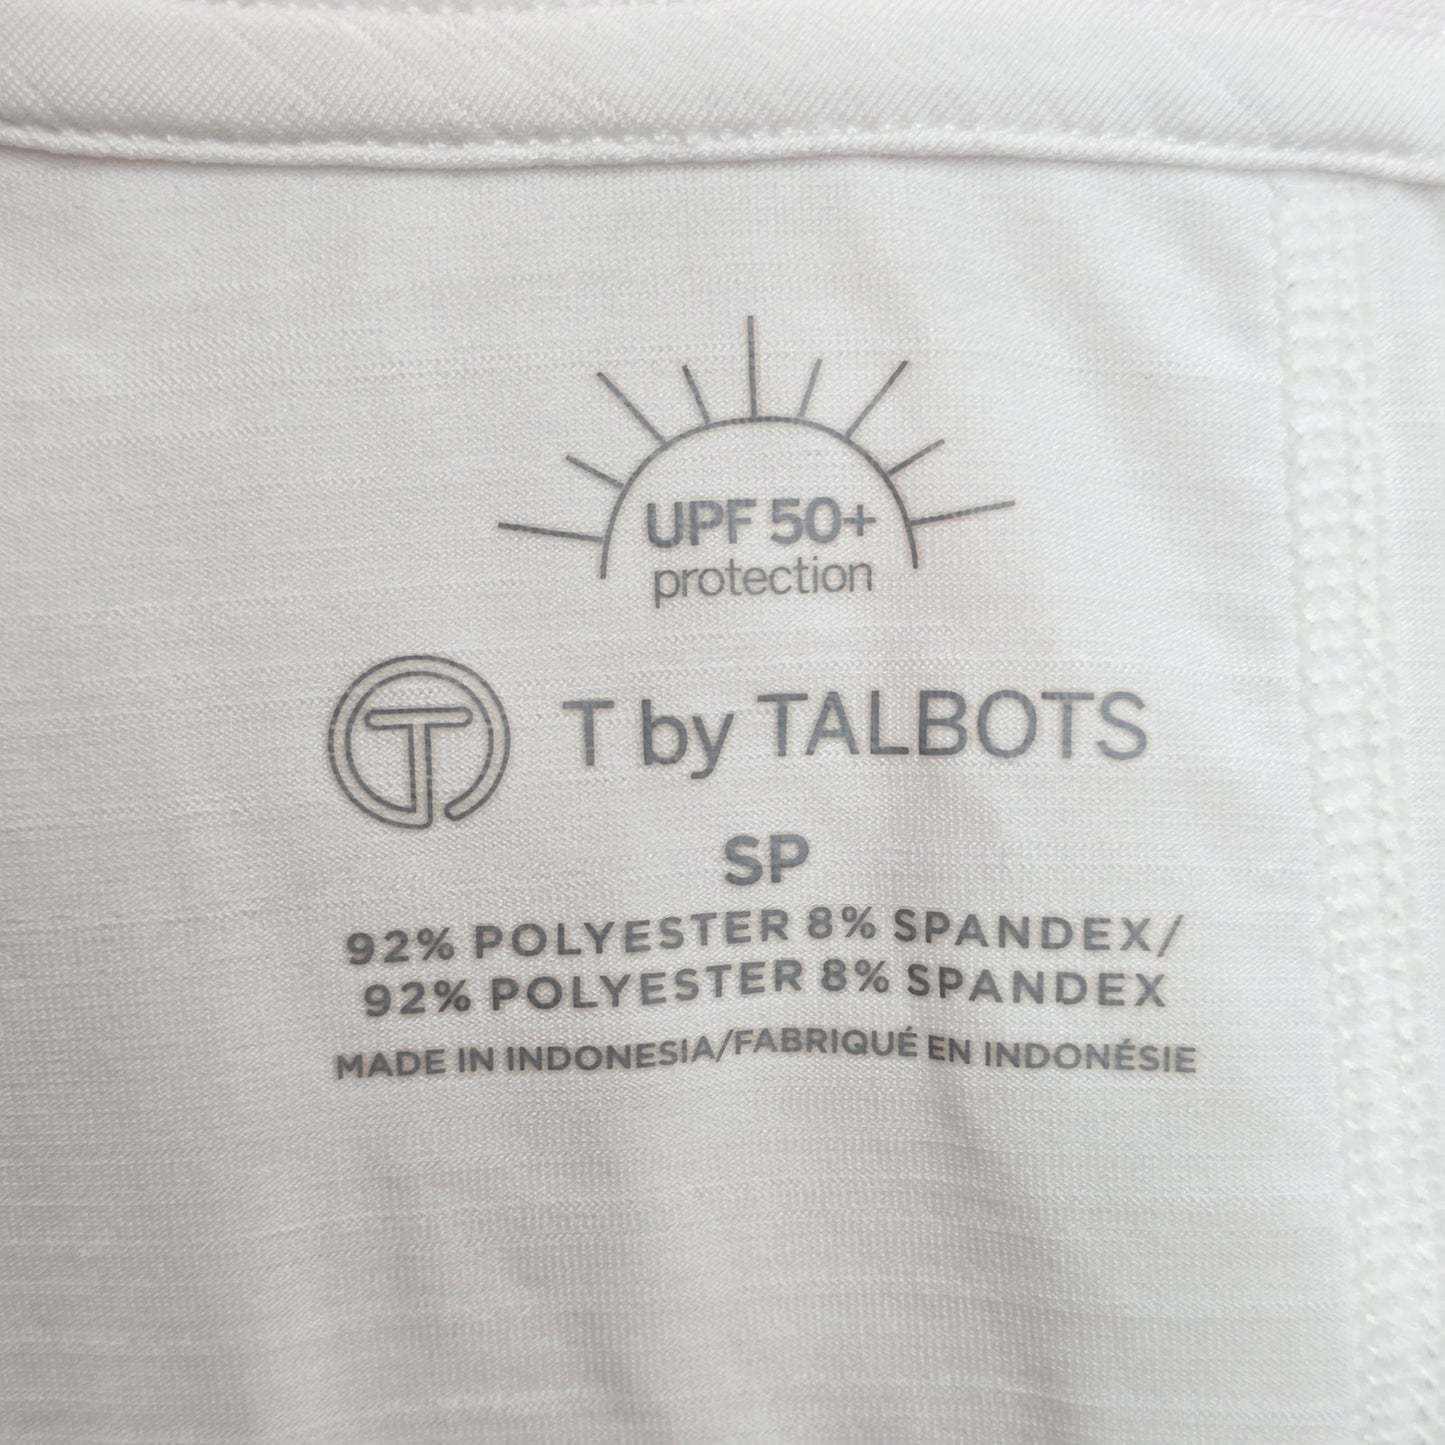 UPF 50+
protection
T T by TALBOTS
SP
92% POLYESTER 8% SPANDEX/
92% POLYESTER 8% SPANDEX
MADE IN INDONESIA/FABRIQUÉ EN INDONÉSIE